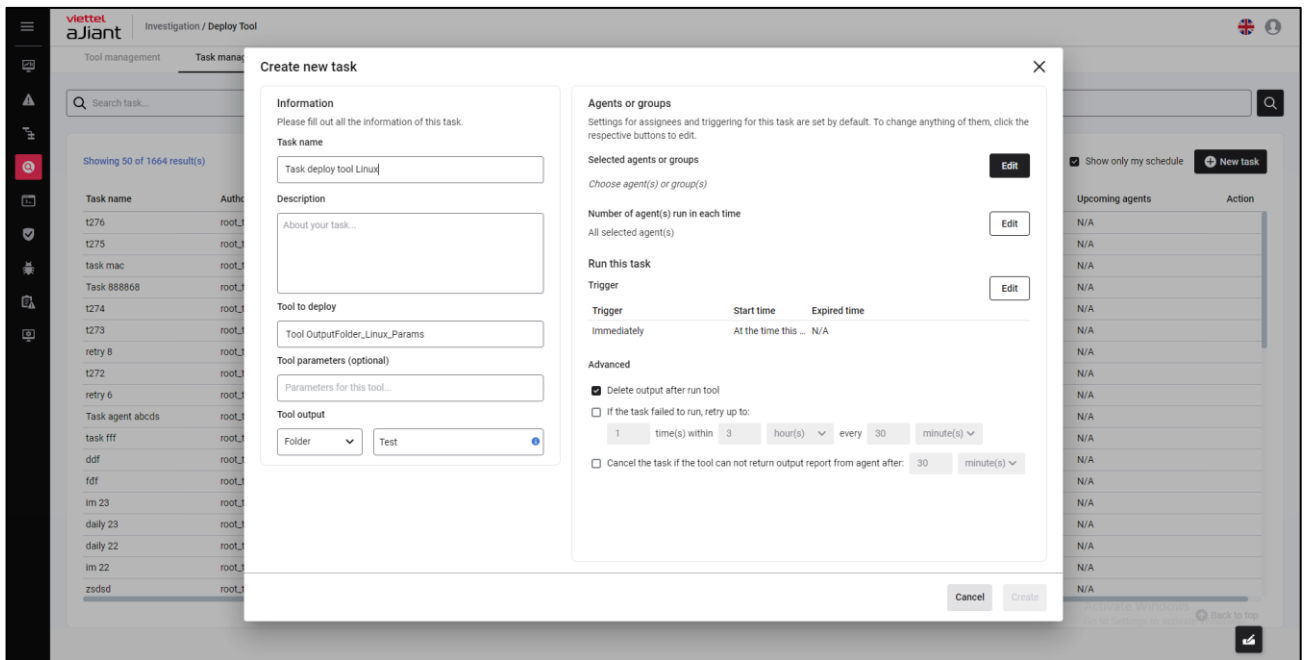 viettel
aJiant
Investigation / Deploy Tool
Tool management
Task manag
Search task...
Showing 50 of 1664 result(s)
Show only my schedule
New task
Task name
Autho
Upcoming agents
Action
t276
root_t
N/A
t275
root_t
N/A
task mac
root_t
N/A
Task 888868
root_t
N/A
t274
root_t
N/A
t273
root_t
N/A
retry 8
root_t
N/A
t272
root_t
N/A
retry 6
root_t
N/A
Task agent abcds
root_t
N/A
task fff
root_t
N/A
ddf
root_t
N/A
fdf
root_t
N/A
im 23
root_t
N/A
daily 23
root_t
N/A
daily 22
root_t
N/A
im 22
root_t
N/A
zsdsd
root_t
N/A
Create new task
Information
Please fill out all the information of this task.
Task name
Task deploy tool Linux
Description
About your task...
Tool to deploy
Tool OutputFolder_Linux_Params
Tool parameters (optional)
Parameters for this tool...
Tool output
Folder
Test
Agents or groups
Settings for assignees and triggering for this task are set by default. To change anything of them, click the
respective buttons to edit.
Selected agents or groups
Edit
Choose agent(s) or group(s)
Number of agent(s) run in each time
Edit
All selected agent(s)
Run this task
Trigger
Edit
Trigger Start time Expired time
Immediately At the time this ... N/A
Advanced
Delete output after run tool
If the task failed to run, retry up to:
1 time(s) within 3 hour(s) every 30 minute(s)
Cancel the task if the tool can not return output report from agent after: 30 minute(s)
Cancel
Create
Activate Windows
Back to top